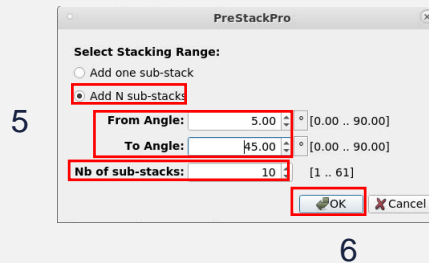 PreStackPro
Select Stacking Range:
Add one sub-stack
Add N sub-stacks
5
From Angle: 5.00 ° [0.00 .. 90.00]
To Angle: 45.00 ° [0.00 .. 90.00]
Nb of sub-stacks: 10 [1 .. 61]
OK Cancel
6